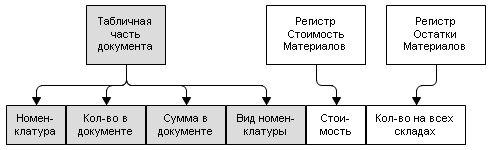 Табличная
часть
документа
Регистр
Стоимость
Материалов
Регистр
Остатки
Материалов
Номен-
клатура
Кол-во в
документе
Сумма в
документе
Вид номен-
клатуры
Стои-
мость
Кол-во на всех
складах